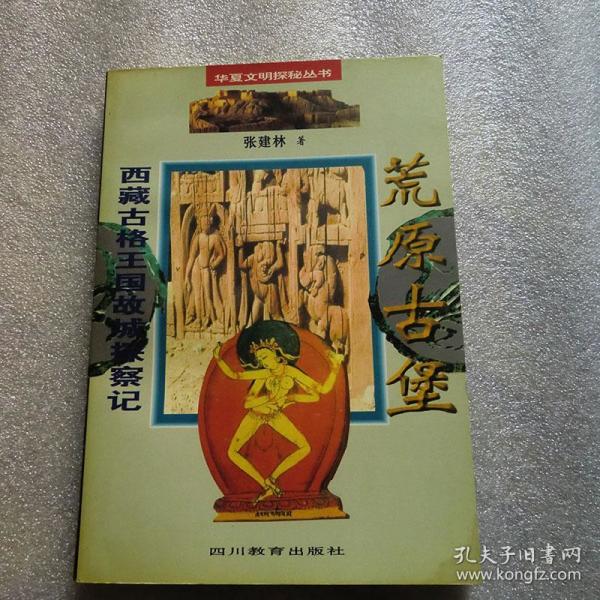 华夏文明探秘丛书
张建林 著
荒原古堡
西藏古格王国故城探察记
四川教育出版社
孔夫子旧书网
www.kongfz.com